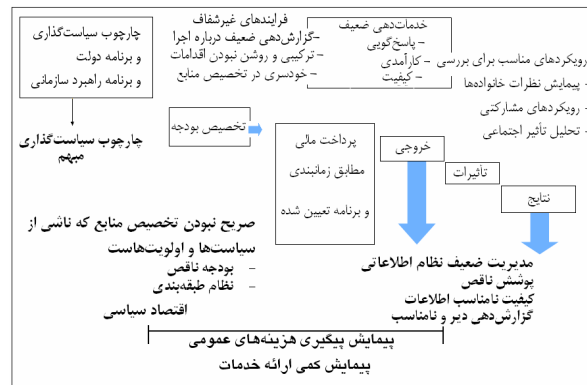 چارچوب سیاست‌گذاری
و برنامه دولت
و برنامه راهبرد سازمانی
چارچوب سیاست‌گذاری
مبهم
فرایندهای غیرشفاف
–گزارش‌دهی ضعیف درباره اجرا
–ترکیبی و روشن نبودن اقدامات
–خودسری در تخصیص منابع
خدمات‌دهی ضعیف
– پاسخ‌گویی
– کارآمدی
– کیفیت
رویکردهای مناسب برای بررسی
- پیمایش نظرات خانواده‌ها
- رویکردهای مشارکتی
- تحلیل تأثیر اجتماعی
تخصیص بودجه
پرداخت مالی
مطابق زمانبندی
و برنامه تعیین شده
خروجی
تأثیرات
نتایج
صریح نبودن تخصیص منابع که ناشی از
سیاست‌ها و اولویت‌هاست
– بودجه ناقص
– نظام طبقه‌بندی
اقتصاد سیاسی
مدیریت ضعیف نظام اطلاعاتی
پوشش ناقص
کیفیت نامناسب اطلاعات
گزارش‌دهی دیر و نامناسب
پیمایش پیگیری هزینه‌های عمومی
پیمایش کمی ارائه خدمات